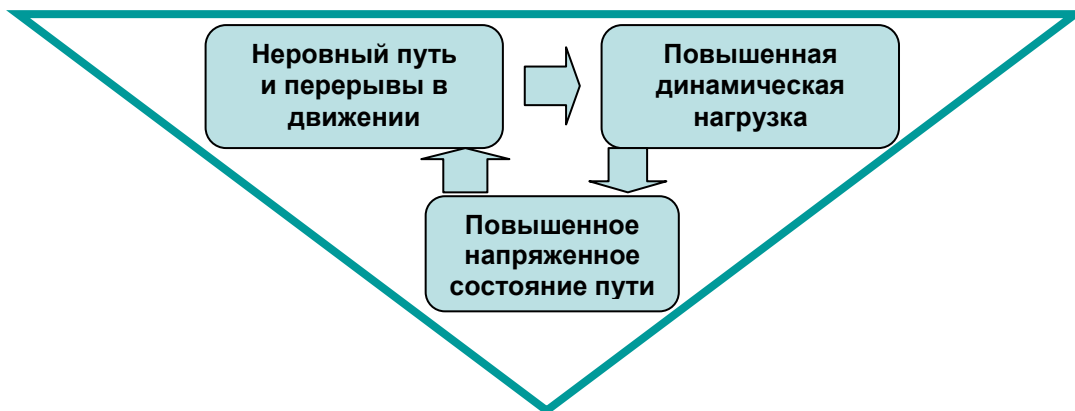 Неровный путь
и перерывы в
движении
Повышенная
динамическая
нагрузка
Повышенное
напряженное
состояние пути